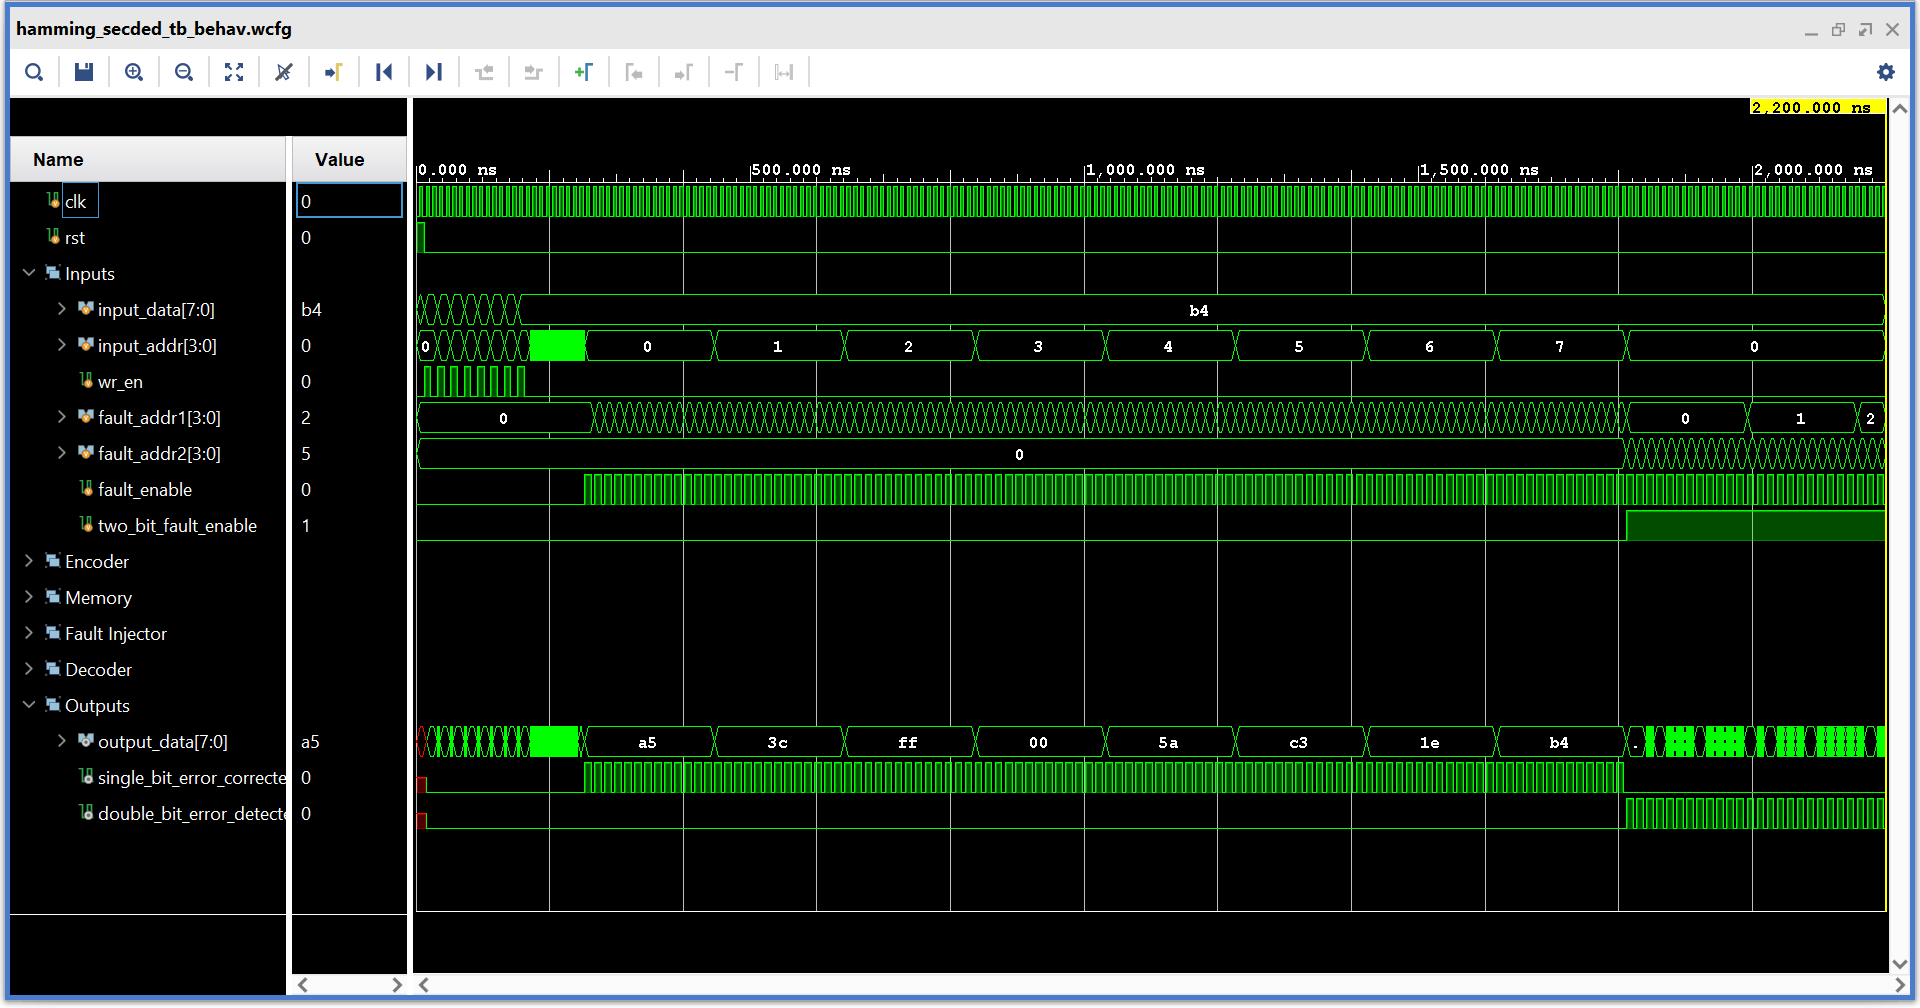 hamming_secded_tb_behav.wcfg
2,200.000 ns
Name Value
0.000 ns 500.000 ns 1,000.000 ns 1,500.000 ns 2,000.000 ns
clk 0
rst 0
Inputs
input_data[7:0] b4 b4
input_addr[3:0] 0 0 0 1 2 3 4 5 6 7 0
wr_en 0
fault_addr1[3:0] 2 0 0 1 2
fault_addr2[3:0] 5 0
fault_enable 0
two_bit_fault_enable 1
Encoder
Memory
Fault Injector
Decoder
Outputs
output_data[7:0] a5 a5 3c ff 00 5a c3 1e b4 .
single_bit_error_correcte 0
double_bit_error_detecte 0